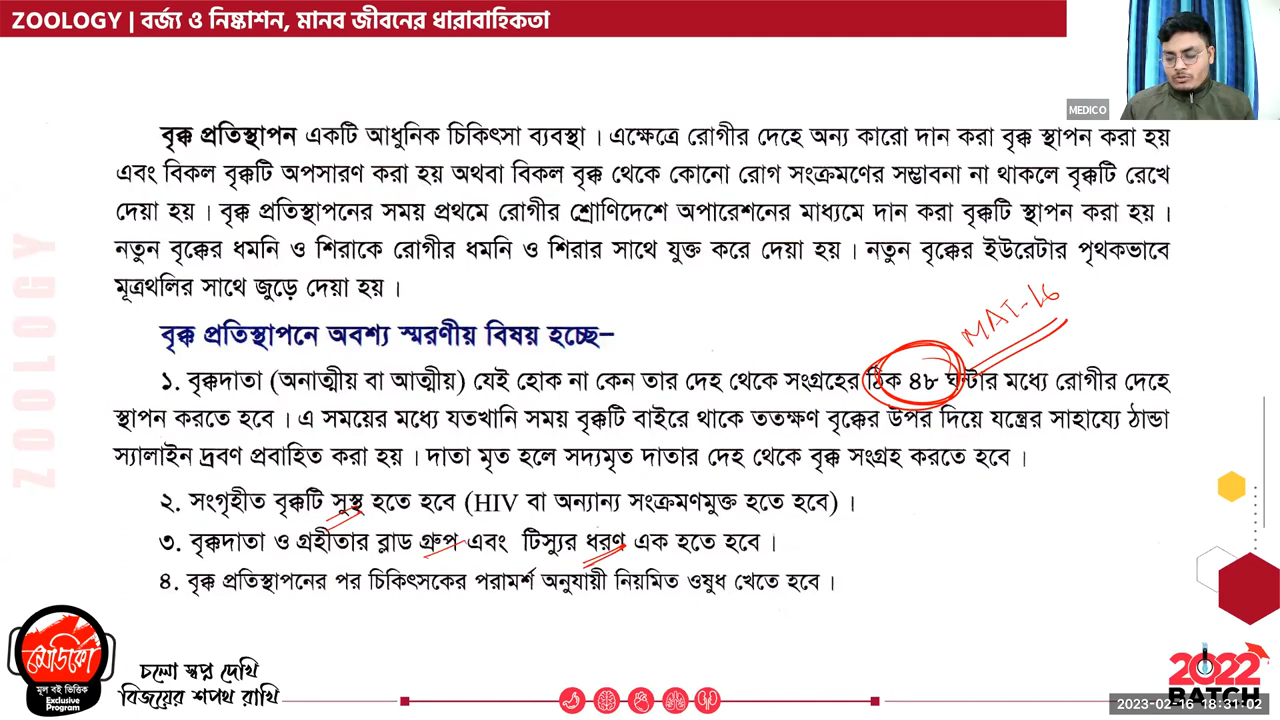 ZOOLOGY | বর্জ্য ও নিষ্কাশন, মানব জীবনের ধারাবাহিকতা
MEDICO
বৃক্ক প্রতিস্থাপন একটি আধুনিক চিকিৎসা ব্যবস্থা । এক্ষেত্রে রোগীর দেহে অন্য কারো দান করা বৃক্ক স্থাপন করা হয়
এবং বিকল বৃক্কটি অপসারণ করা হয় অথবা বিকল বৃক্ক থেকে কোনো রোগ সংক্রমণের সম্ভাবনা না থাকলে বৃক্কটি রেখে
দেয়া হয় । বৃক্ক প্রতিস্থাপনের সময় প্রথমে রোগীর শ্রোণিদেশে অপারেশনের মাধ্যমে দান করা বৃক্কটি স্থাপন করা হয় ।
নতুন বৃক্কের ধমনি ও শিরাকে রোগীর ধমনি ও শিরার সাথে যুক্ত করে দেয়া হয় । নতুন বৃক্কের ইউরেটার পৃথকভাবে
মূত্রথলির সাথে জুড়ে দেয়া হয় ।
MAT-16
বৃক্ক প্রতিস্থাপনে অবশ্য স্মরণীয় বিষয় হচ্ছে–
১. বৃক্কদাতা (অনাত্মীয় বা আত্মীয়) যেই হোক না কেন তার দেহ থেকে সংগ্রহের ঠিক ৪৮ ঘন্টার মধ্যে রোগীর দেহে
স্থাপন করতে হবে । এ সময়ের মধ্যে যতখানি সময় বৃক্কটি বাইরে থাকে ততক্ষণ বৃক্কের উপর দিয়ে যন্ত্রের সাহায্যে ঠান্ডা
স্যালাইন দ্রবণ প্রবাহিত করা হয় । দাতা মৃত হলে সদ্যমৃত দাতার দেহ থেকে বৃক্ক সংগ্রহ করতে হবে ।
২. সংগৃহীত বৃক্কটি সুস্থ হতে হবে (HIV বা অন্যান্য সংক্রমণমুক্ত হতে হবে) ।
৩. বৃক্কদাতা ও গ্রহীতার ব্লাড গ্রুপ এবং টিস্যুর ধরণ এক হতে হবে ।
৪. বৃক্ক প্রতিস্থাপনের পর চিকিৎসকের পরামর্শ অনুযায়ী নিয়মিত ওষুধ খেতে হবে ।
ZOOLOGY
মেডিকো
মূল বই ভিত্তিক
Exclusive
Program
চলো স্বপ্ন দেখি
বিজয়ের শপথ রাখি
2022
BATCH
2023-02-16 18:31:02